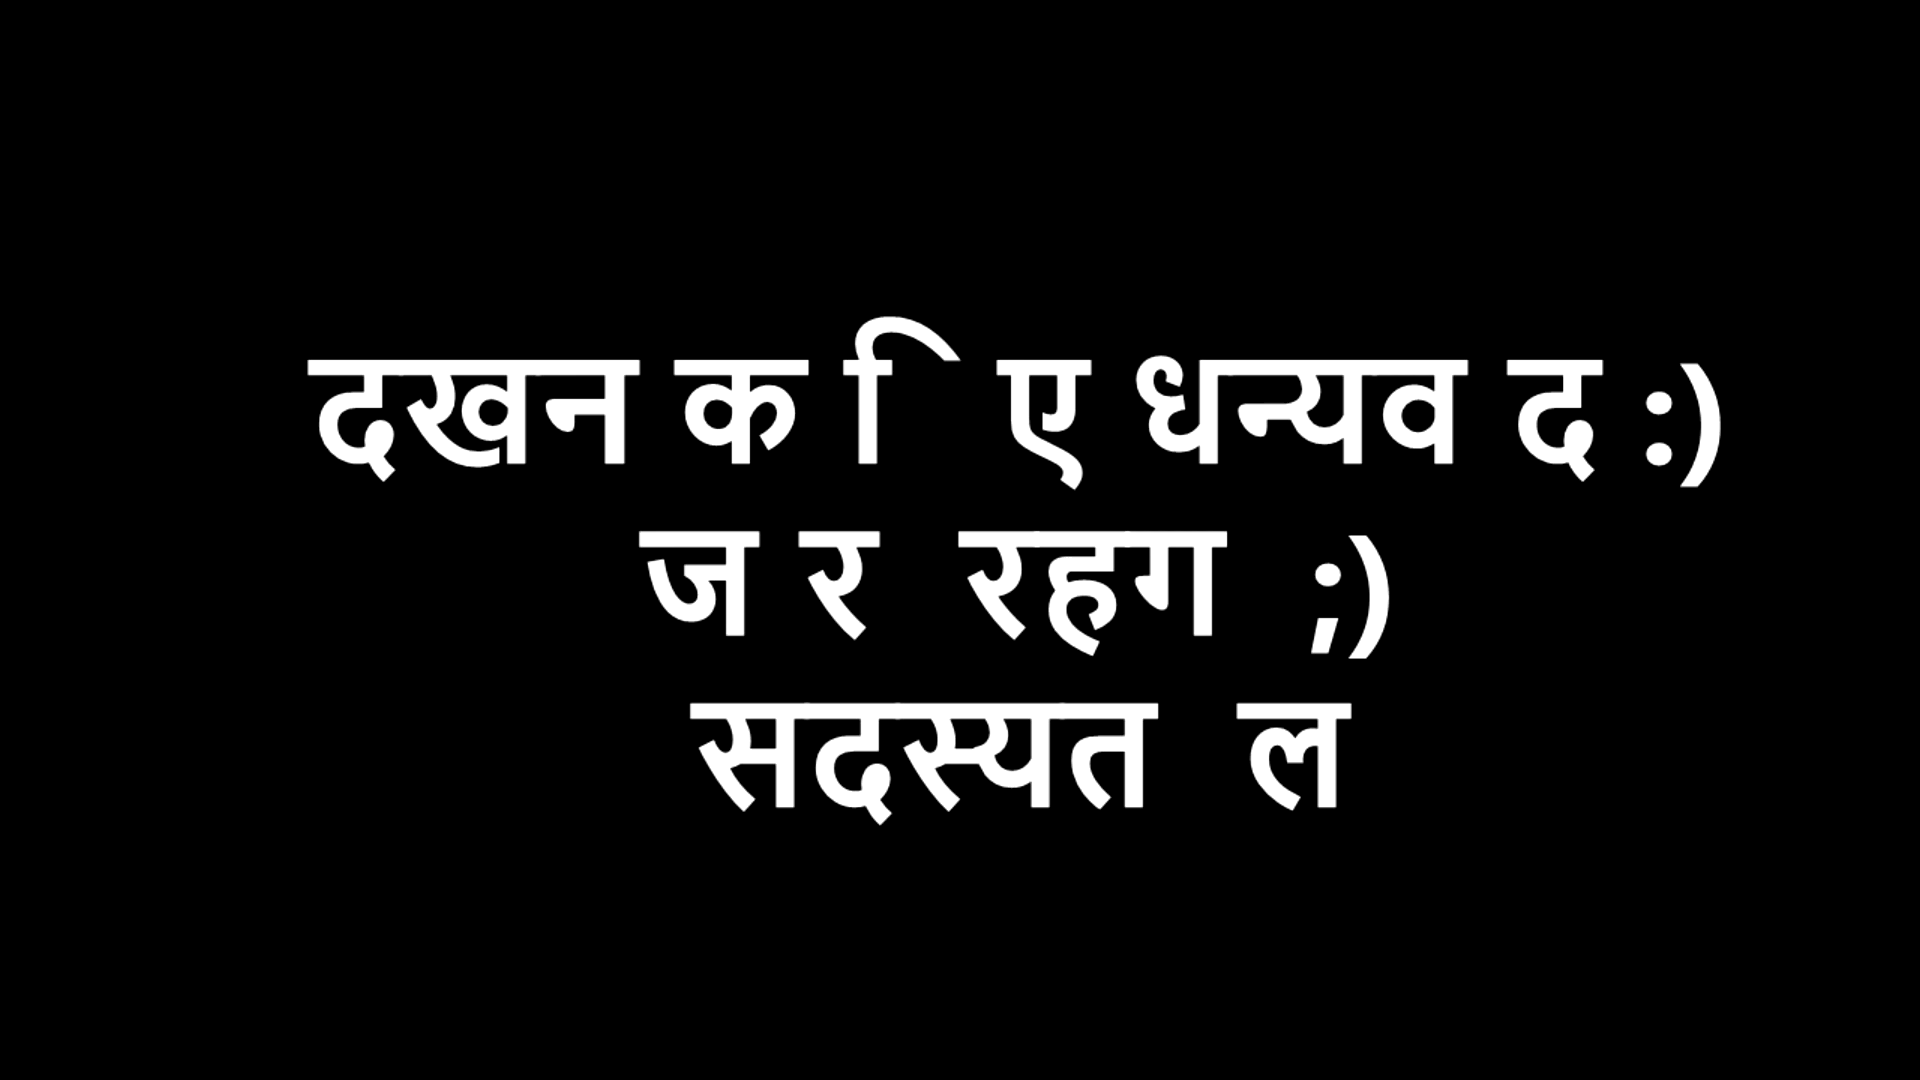 दखन क ि ए धन्यव द :)
ज र  रहग  ;)
सदस्यत  ल